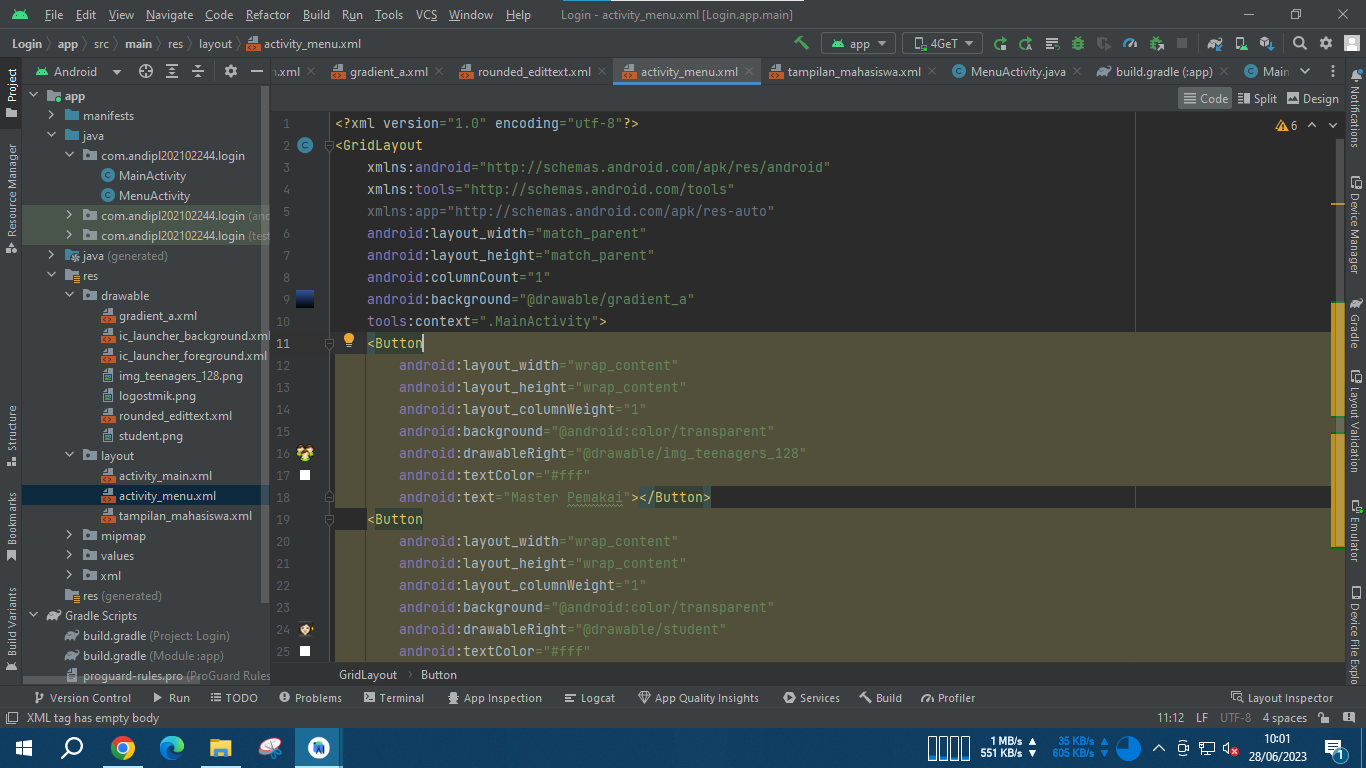 File Edit View Navigate Code Refactor Build Run Tools VCS Window Help Login - activity_menu.xml [Login.app.main]
Login app src main res layout activity_menu.xml app 4GeT
Project Android n.xml gradient_a.xml rounded_edittext.xml activity_menu.xml tampilan_mahasiswa.xml MenuActivity.java build.gradle (:app) Main
Code Split Design
app
manifests
java
com.andipl202102244.login
MainActivity
MenuActivity
com.andipl202102244.login (and
com.andipl202102244.login (test
java (generated)
res
drawable
gradient_a.xml
ic_launcher_background.xml
ic_launcher_foreground.xml
img_teenagers_128.png
logostmik.png
rounded_edittext.xml
student.png
layout
activity_main.xml
activity_menu.xml
tampilan_mahasiswa.xml
mipmap
values
xml
res (generated)
Gradle Scripts
build.gradle (Project: Login)
build.gradle (Module :app)
proguard-rules.pro (ProGuard Rules
Resource Manager
Structure
Bookmarks
Build Variants
6
1 <?xml version="1.0" encoding="utf-8"?>
2 <GridLayout
3 xmlns:android="http://schemas.android.com/apk/res/android"
4 xmlns:tools="http://schemas.android.com/tools"
5 xmlns:app="http://schemas.android.com/apk/res-auto"
6 android:layout_width="match_parent"
7 android:layout_height="match_parent"
8 android:columnCount="1"
9 android:background="@drawable/gradient_a"
10 tools:context=".MainActivity">
11 <Button
12 android:layout_width="wrap_content"
13 android:layout_height="wrap_content"
14 android:layout_columnWeight="1"
15 android:background="@android:color/transparent"
16 android:drawableRight="@drawable/img_teenagers_128"
17 android:textColor="#fff"
18 android:text="Master Pemakai"></Button>
19 <Button
20 android:layout_width="wrap_content"
21 android:layout_height="wrap_content"
22 android:layout_columnWeight="1"
23 android:background="@android:color/transparent"
24 android:drawableRight="@drawable/student"
25 android:textColor="#fff"
Notifications
Device Manager
Gradle
Layout Validation
Emulator
Device File Explo
GridLayout Button
Version Control Run TODO Problems Terminal App Inspection Logcat App Quality Insights Services Build Profiler Layout Inspector
XML tag has empty body 11:12 LF UTF-8 4 spaces
1 MB/s 35 KB/s 10:01
551 KB/s 605 KB/s 28/06/2023 1